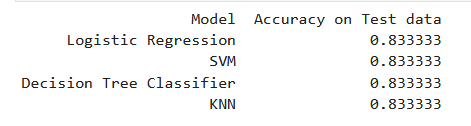 Model Accuracy on Test data
Logistic Regression 0.833333
SVM 0.833333
Decision Tree Classifier 0.833333
KNN 0.833333